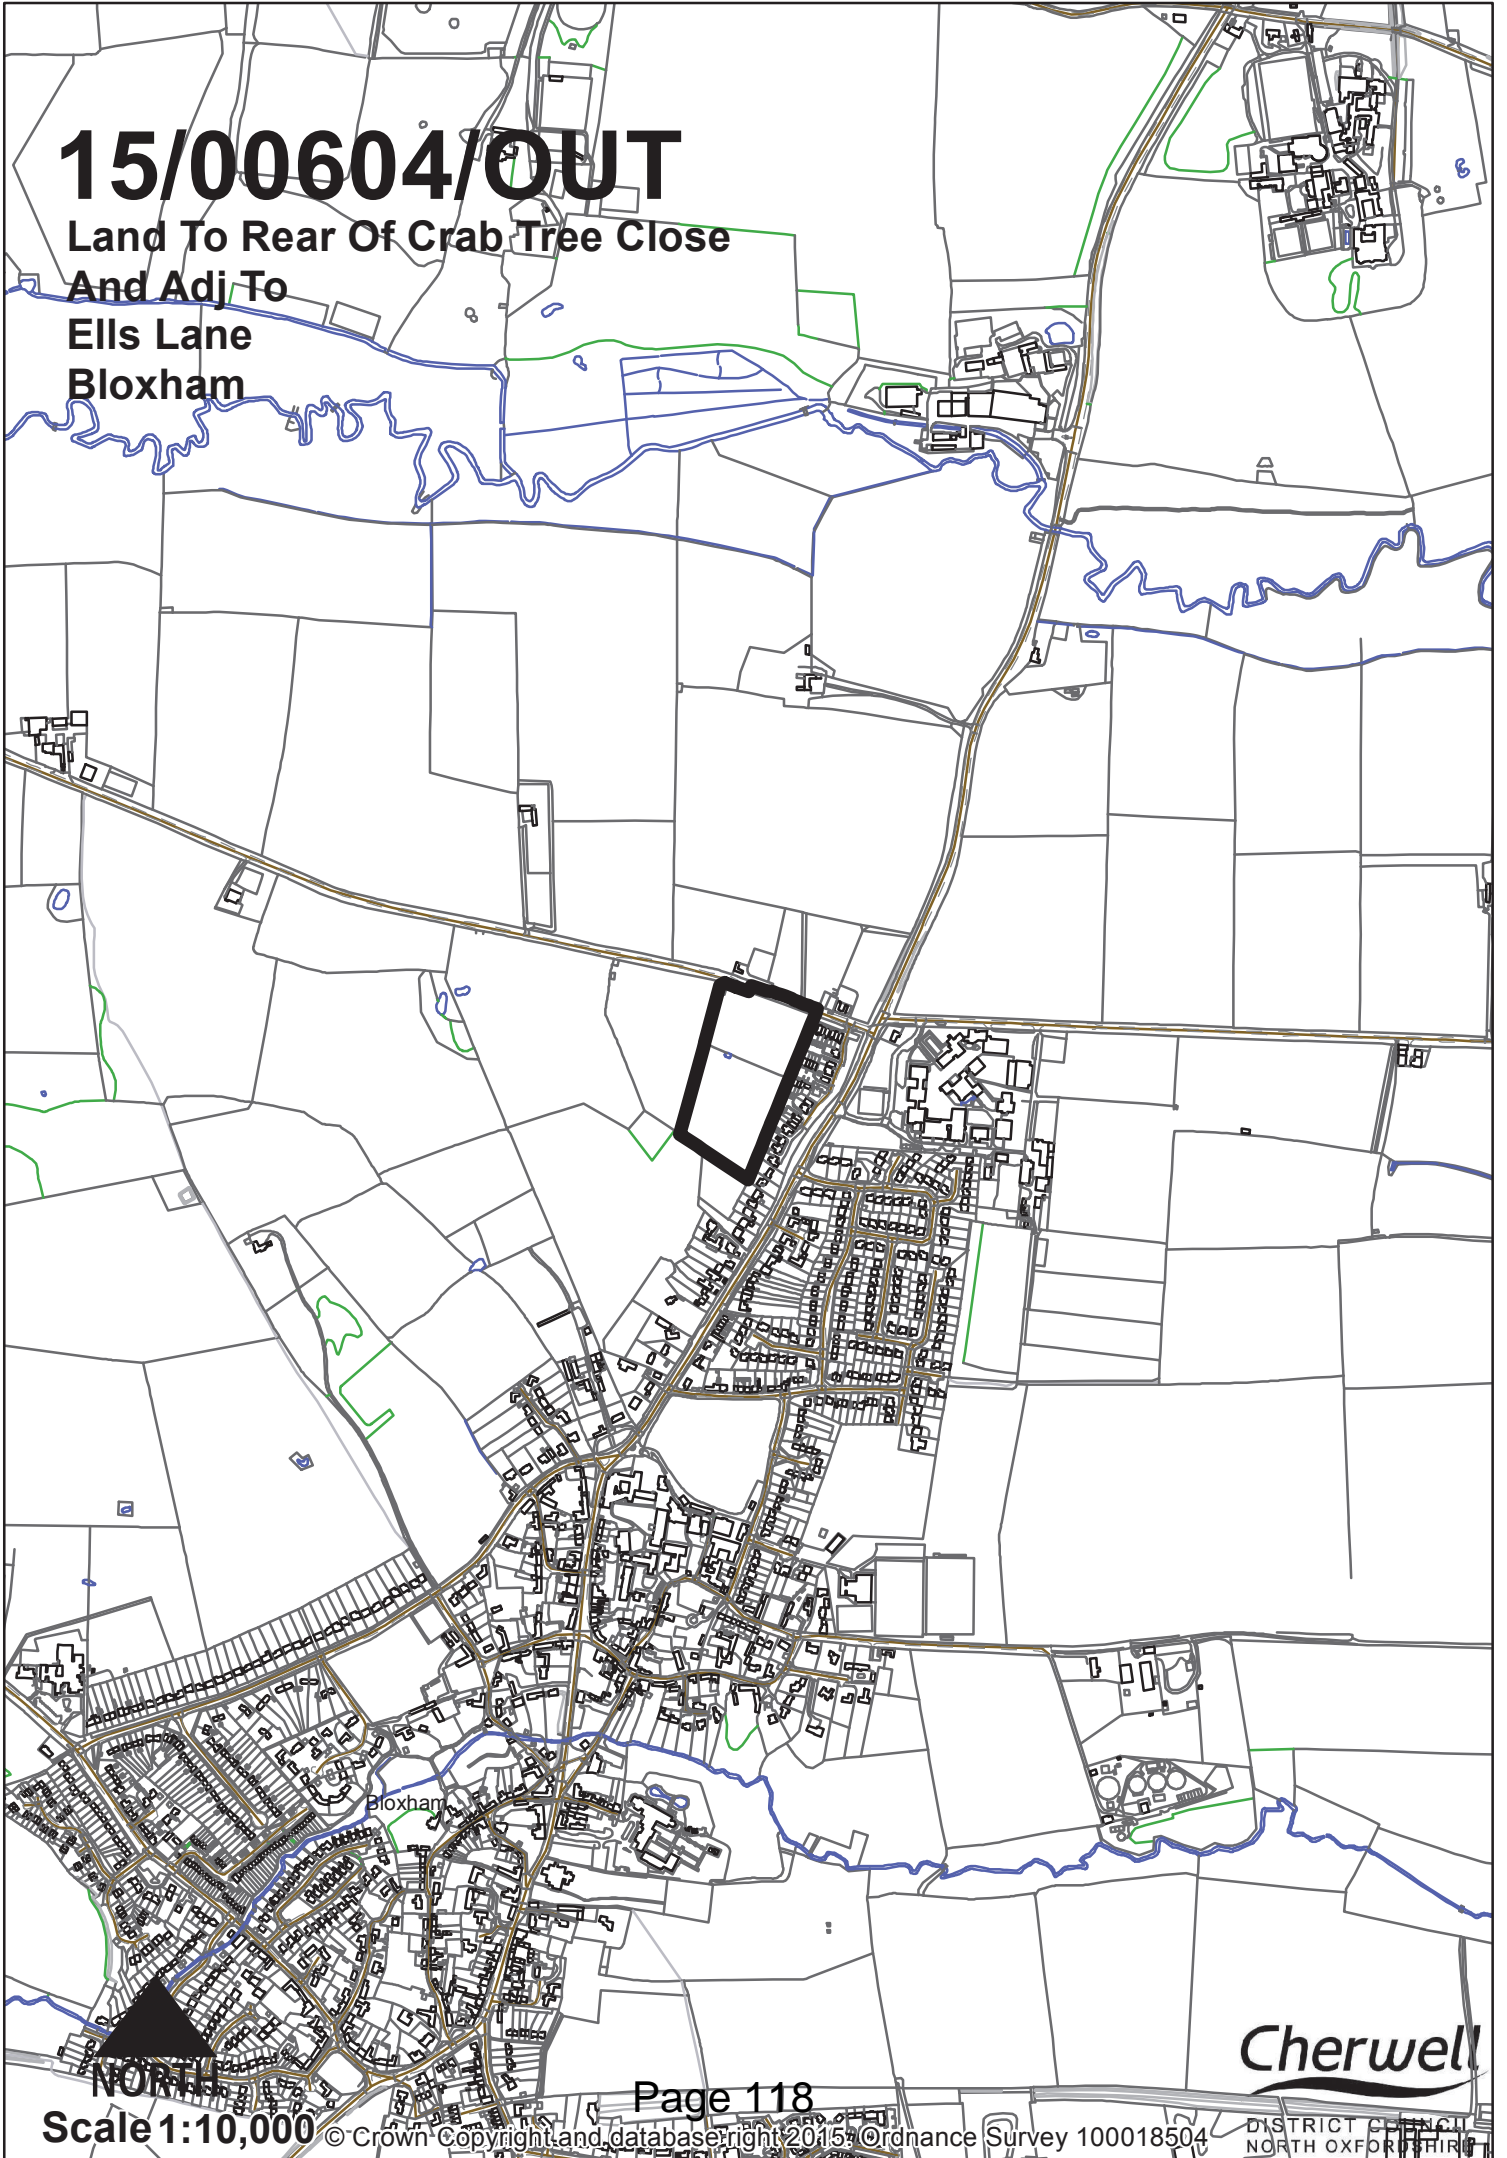 15/00604/OUT
Land To Rear Of Crab Tree Close
And Adj To
Ells Lane
Bloxham
Bloxham
NORTH
Scale 1:10,000
Page 118
© Crown Copyright and database right 2015. Ordnance Survey 100018504
Cherwell
DISTRICT COUNCIL
NORTH OXFORDSHIRE